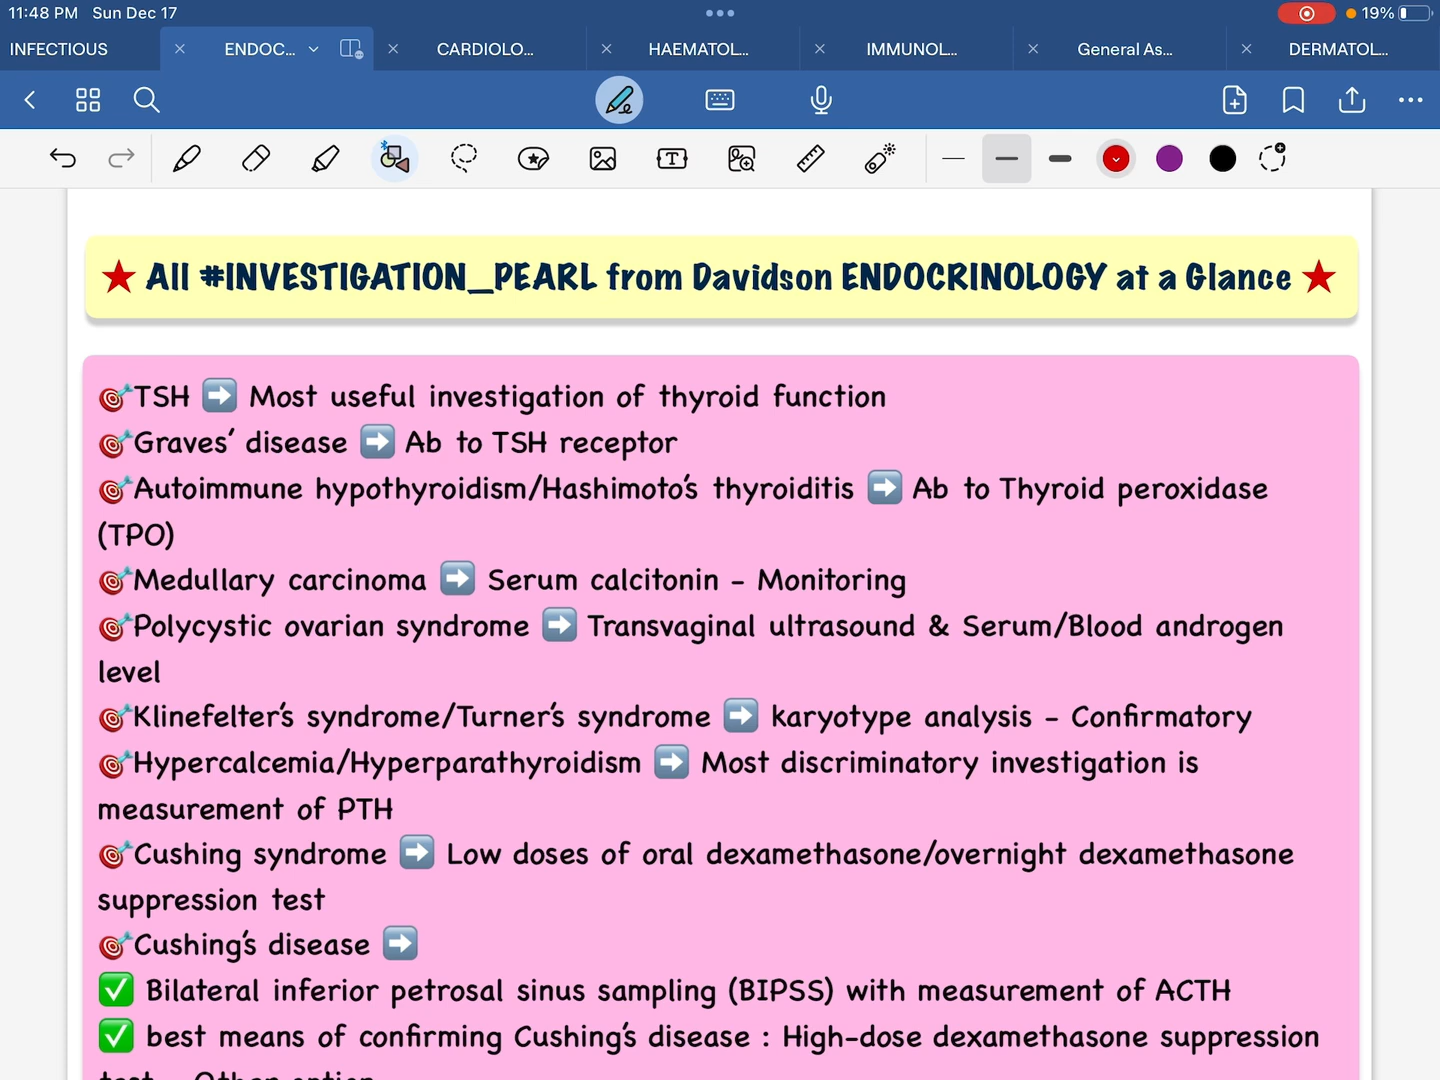 11:48 PM Sun Dec 17
19%
INFECTIOUS
ENDOC...
CARDIOLO...
HAEMATOL...
IMMUNOL...
General As...
DERMATOL...
★ All #INVESTIGATION_PEARL from Davidson ENDOCRINOLOGY at a Glance ★
🎯TSH ➡️ Most useful investigation of thyroid function
🎯Graves' disease ➡️ Ab to TSH receptor
🎯Autoimmune hypothyroidism/Hashimoto's thyroiditis ➡️ Ab to Thyroid peroxidase
(TPO)
🎯Medullary carcinoma ➡️ Serum calcitonin - Monitoring
🎯Polycystic ovarian syndrome ➡️ Transvaginal ultrasound & Serum/Blood androgen
level
🎯Klinefelter's syndrome/Turner's syndrome ➡️ karyotype analysis - Confirmatory
🎯Hypercalcemia/Hyperparathyroidism ➡️ Most discriminatory investigation is
measurement of PTH
🎯Cushing syndrome ➡️ Low doses of oral dexamethasone/overnight dexamethasone
suppression test
🎯Cushing's disease ➡️
✅ Bilateral inferior petrosal sinus sampling (BIPSS) with measurement of ACTH
✅ best means of confirming Cushing's disease : High-dose dexamethasone suppression
test - Other option